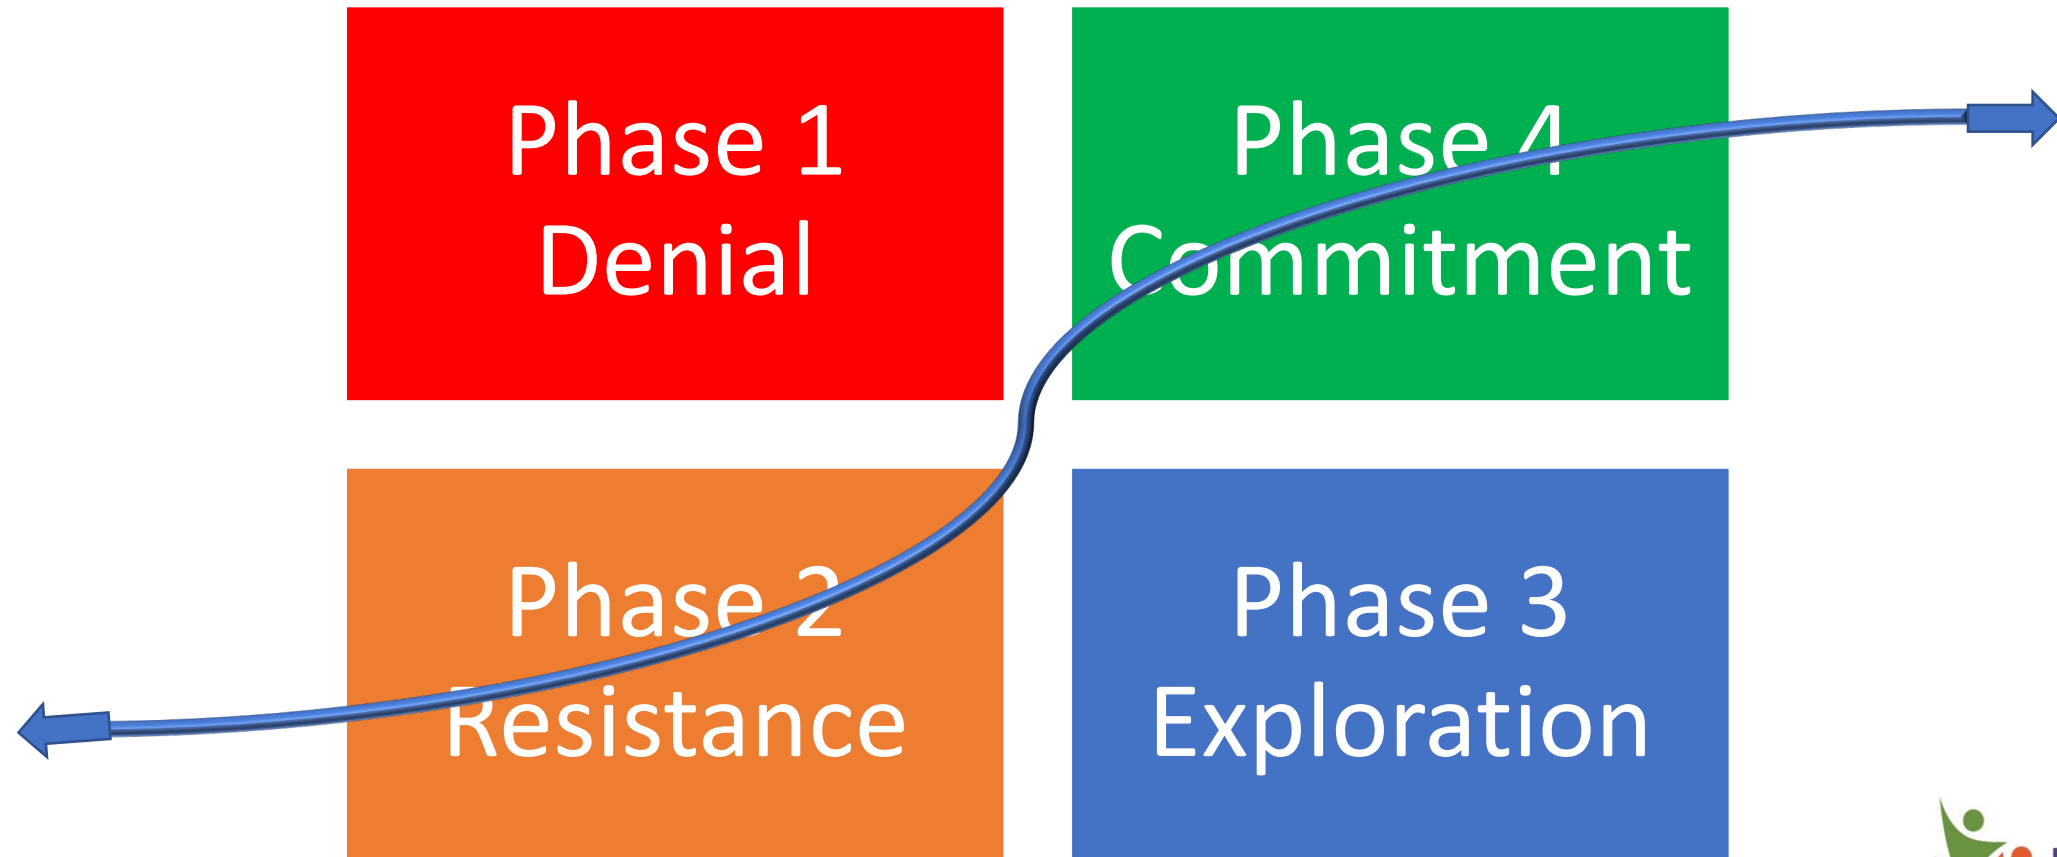 Phase 1
Denial
Phase 4
Commitment
Phase 2
Resistance
Phase 3
Exploration